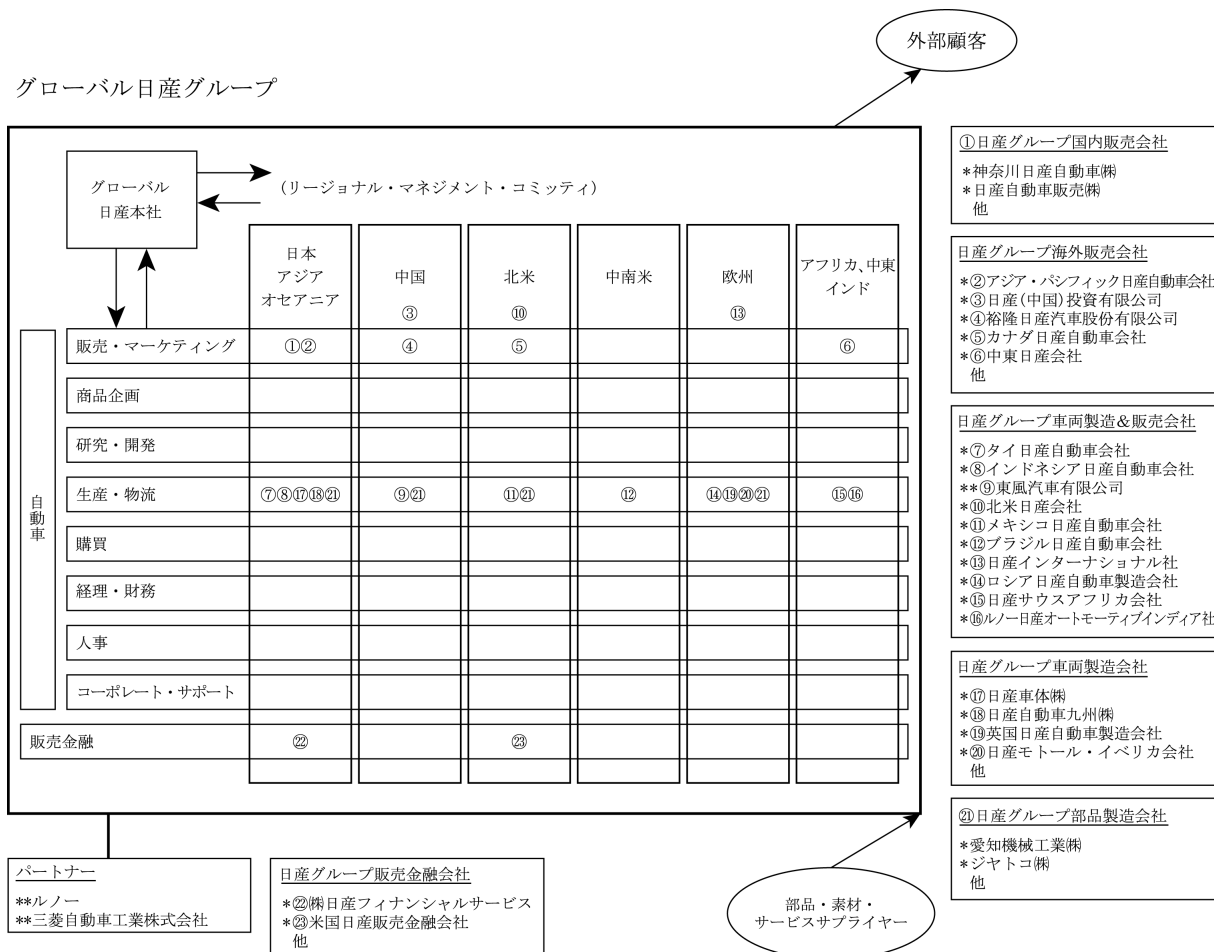 外部顧客
グローバル日産グループ
グローバル
日産本社
(リージョナル・マネジメント・コミッティ)
日本
アジア
オセアニア
中国
③
北米
⑩
中南米
欧州
⑬
アフリカ、中東
インド
自動車
販売・マーケティング ①② ④ ⑤ ⑥
商品企画
研究・開発
生産・物流 ⑦⑧⑰⑱㉑ ⑨㉑ ⑪㉑ ⑫ ⑭⑲⑳㉑ ⑮⑯
購買
経理・財務
人事
コーポレート・サポート
販売金融 ㉒ ㉓
①日産グループ国内販売会社
*神奈川日産自動車㈱
*日産自動車販売㈱
他
日産グループ海外販売会社
*②アジア・パシフィック日産自動車会社
*③日産(中国)投資有限公司
*④裕隆日産汽車股份有限公司
*⑤カナダ日産自動車会社
*⑥中東日産会社
他
日産グループ車両製造&販売会社
*⑦タイ日産自動車会社
*⑧インドネシア日産自動車会社
**⑨東風汽車有限公司
*⑩北米日産会社
*⑪メキシコ日産自動車会社
*⑫ブラジル日産自動車会社
*⑬日産インターナショナル社
*⑭ロシア日産自動車製造会社
*⑮日産サウスアフリカ会社
*⑯ルノー日産オートモーティブインディア社
日産グループ車両製造会社
*⑰日産車体㈱
*⑱日産自動車九州㈱
*⑲英国日産自動車製造会社
*⑳日産モトール・イベリカ会社
他
㉑日産グループ部品製造会社
*愛知機械工業㈱
*ジヤトコ㈱
他
パートナー
**ルノー
**三菱自動車工業株式会社
日産グループ販売金融会社
*㉒㈱日産フィナンシャルサービス
*㉓米国日産販売金融会社
他
部品・素材・
サービスサプライヤー